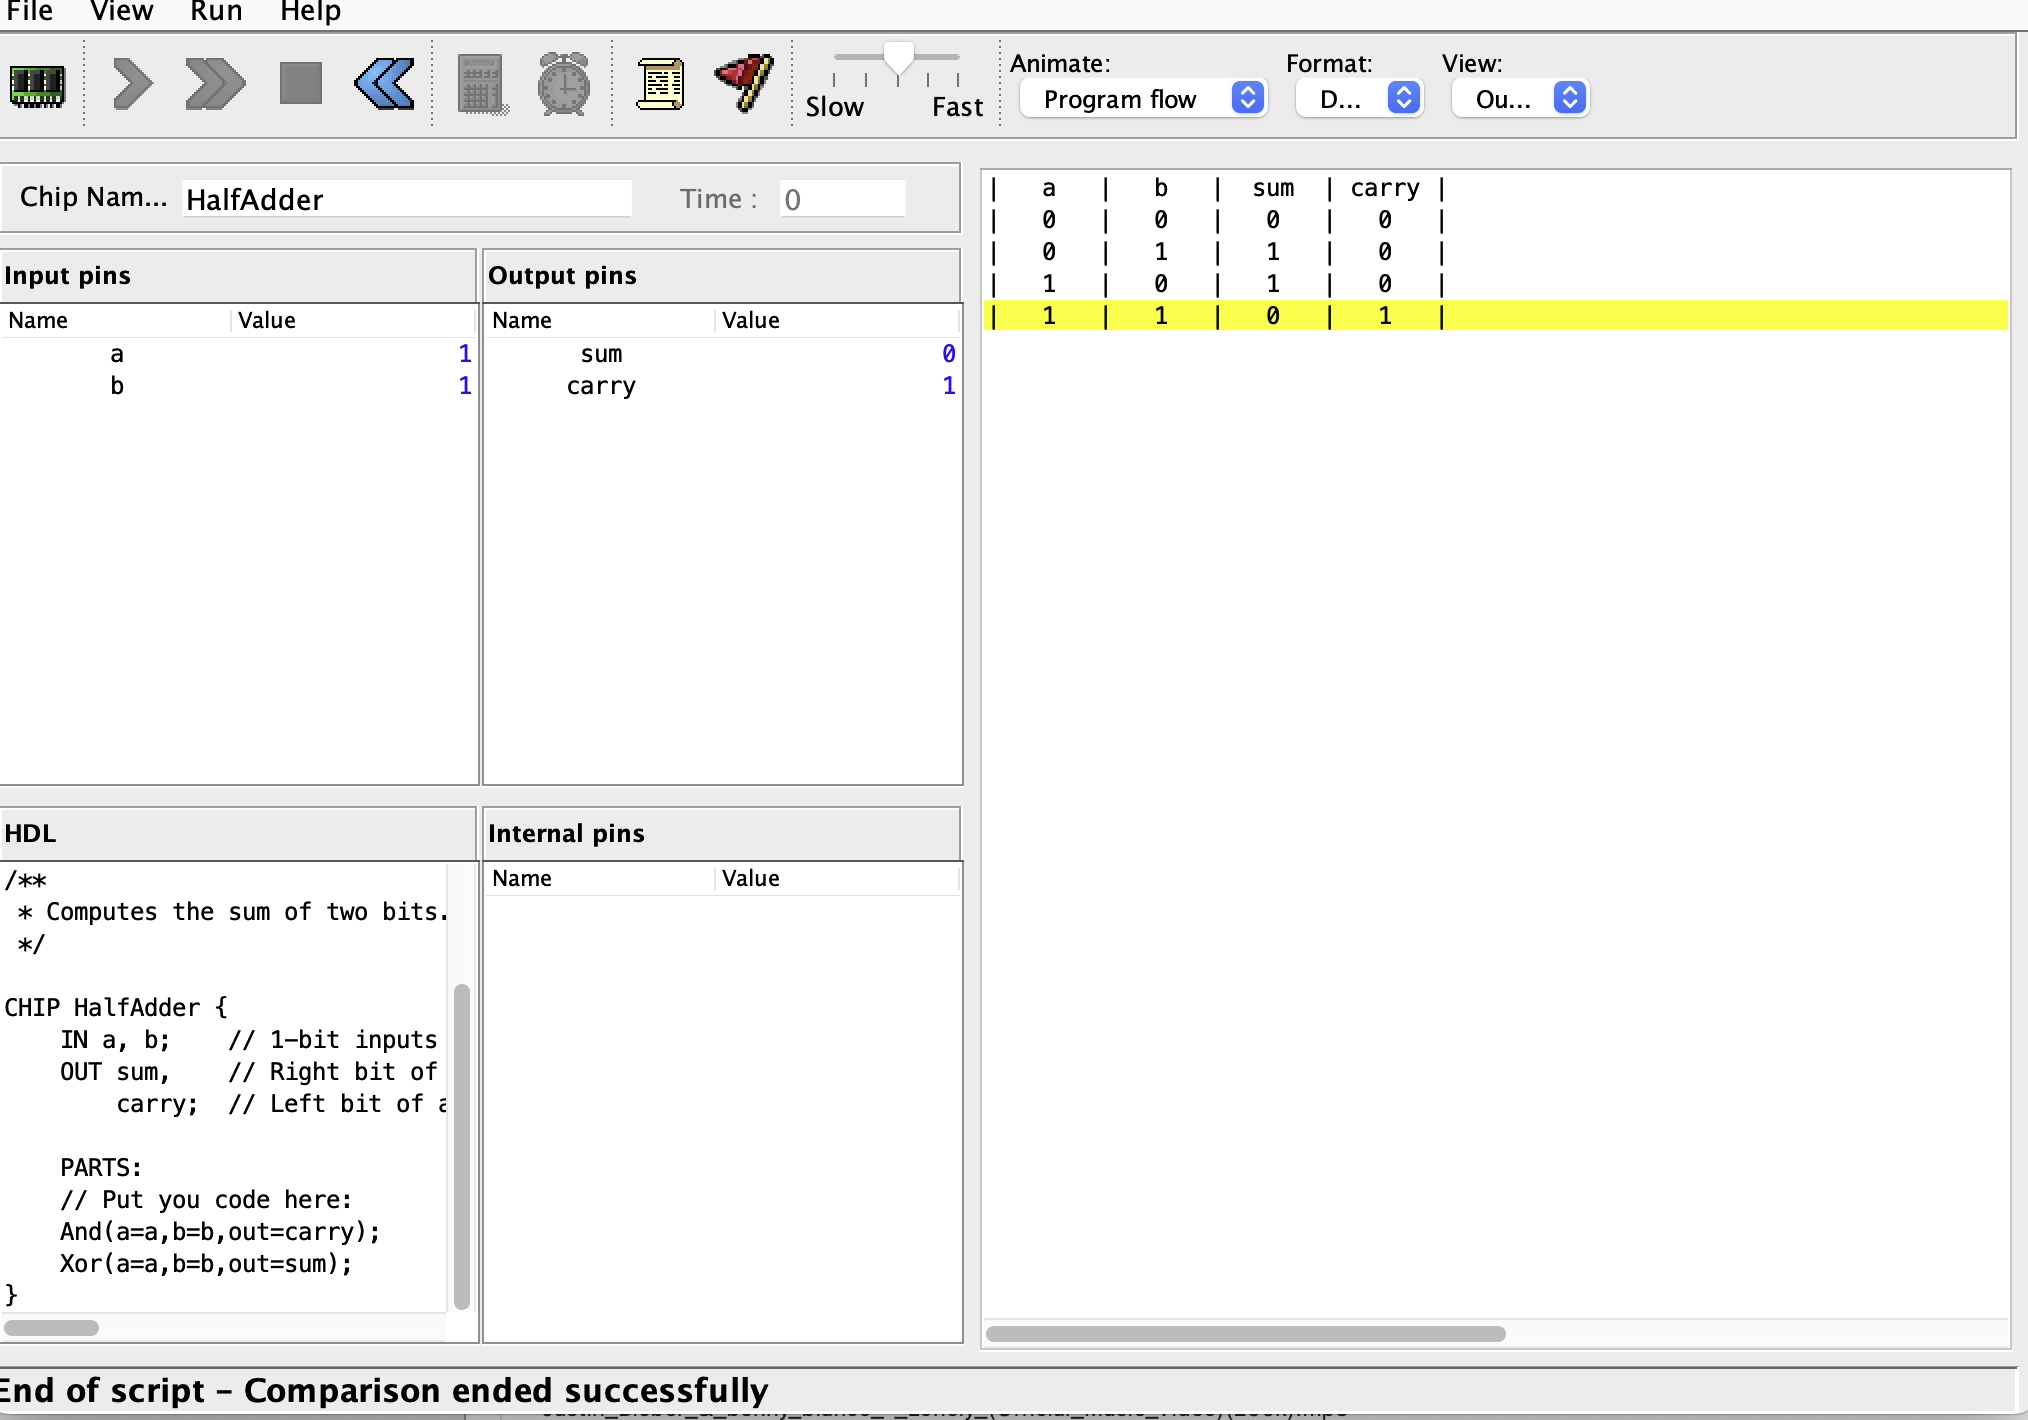 File View Run Help
Animate: Format: View:
Slow Fast Program flow D... Ou...
Chip Nam... HalfAdder Time : 0
Input pins
Name Value
a 1
b 1
Output pins
Name Value
sum 0
carry 1
HDL
/**
 * Computes the sum of two bits.
 */
CHIP HalfAdder {
    IN a, b;    // 1-bit inputs
    OUT sum,    // Right bit of
        carry;  // Left bit of a
    PARTS:
    // Put you code here:
    And(a=a,b=b,out=carry);
    Xor(a=a,b=b,out=sum);
}
Internal pins
Name Value
| a | b | sum | carry |
| 0 | 0 | 0 | 0 |
| 0 | 1 | 1 | 0 |
| 1 | 0 | 1 | 0 |
| 1 | 1 | 0 | 1 |
End of script – Comparison ended successfully